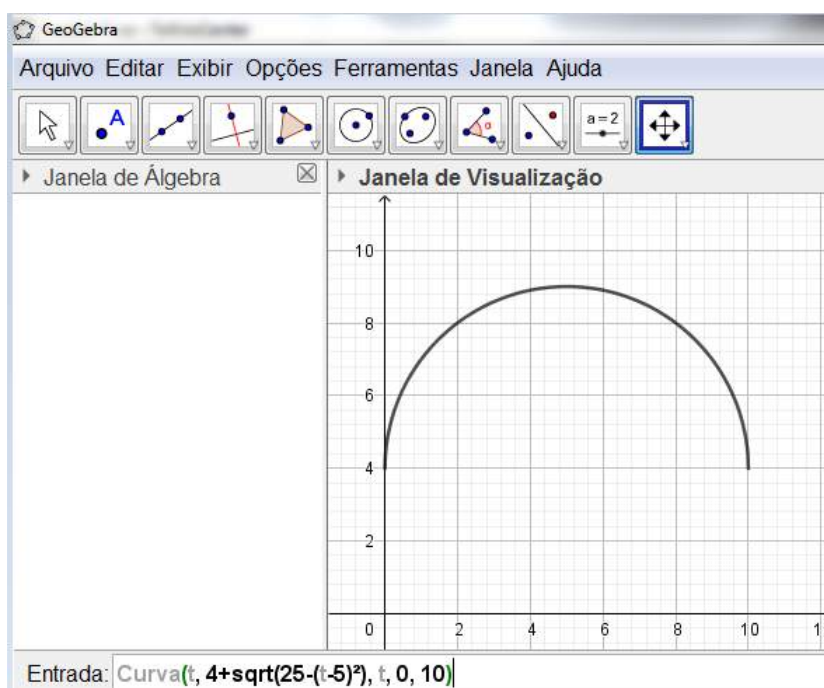 GeoGebra
Arquivo Editar Exibir Opções Ferramentas Janela Ajuda
A
α
a=2
Janela de Álgebra
Janela de Visualização
10
8
6
4
2
0 2 4 6 8 10 1
Entrada: Curva(t, 4+sqrt(25-(t-5)²), t, 0, 10)